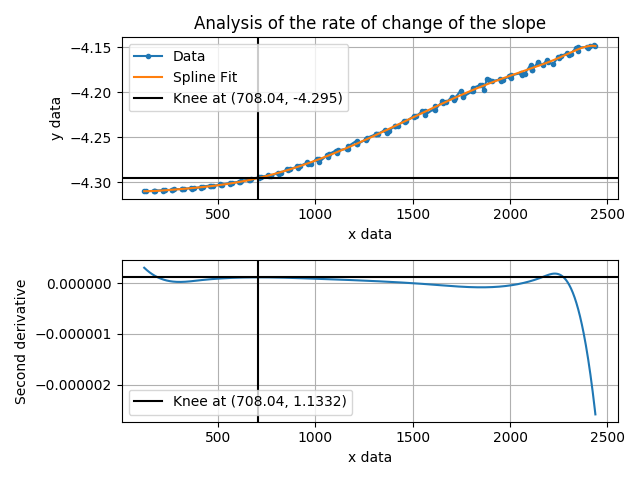 Analysis of the rate of change of the slope
−4.15
−4.20
−4.25
−4.30
y data
Data
Spline Fit
Knee at (708.04, -4.295)
500
1000
1500
2000
2500
x data
0.000000
−0.000001
−0.000002
Second derivative
Knee at (708.04, 1.1332)
500
1000
1500
2000
2500
x data